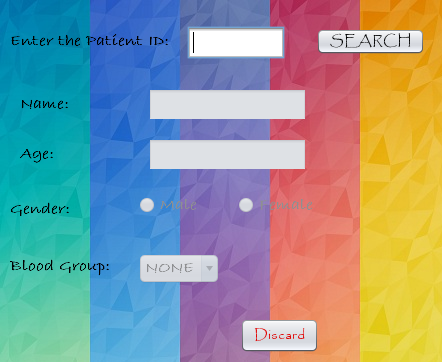 Enter the Patient ID: SEARCH
Name:
Age:
Gender: Male Female
Blood Group: NONE
Discard